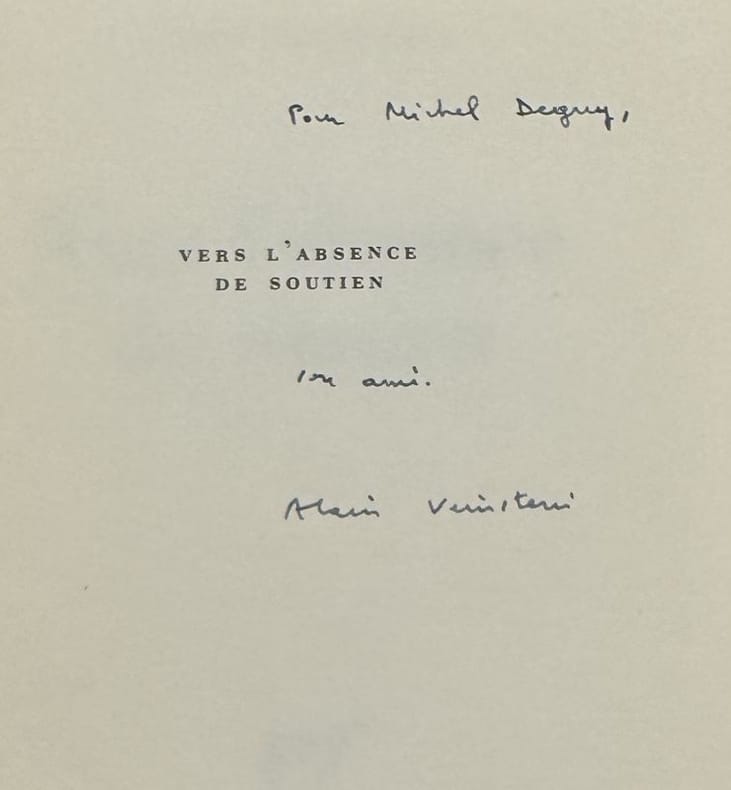 Pour Michel Deguy,
VERS L'ABSENCE
DE SOUTIEN
son ami.
Alain Veinstein